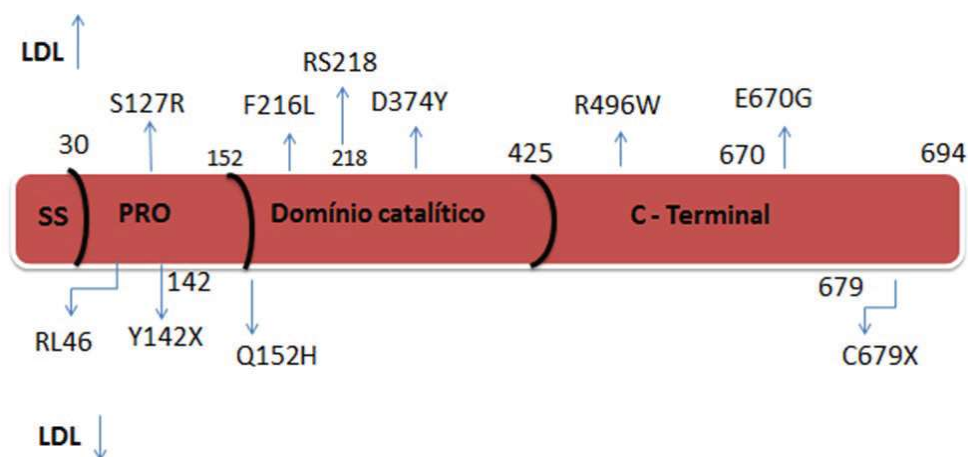 LDL
RS218
S127R
F216L
D374Y
R496W
E670G
30
152
218
425
670
694
SS
PRO
Domínio catalítico
C - Terminal
142
679
RL46
Y142X
Q152H
C679X
LDL